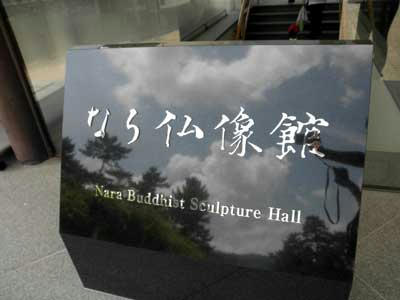 なら仏像館
Nara Buddhist Sculpture Hall